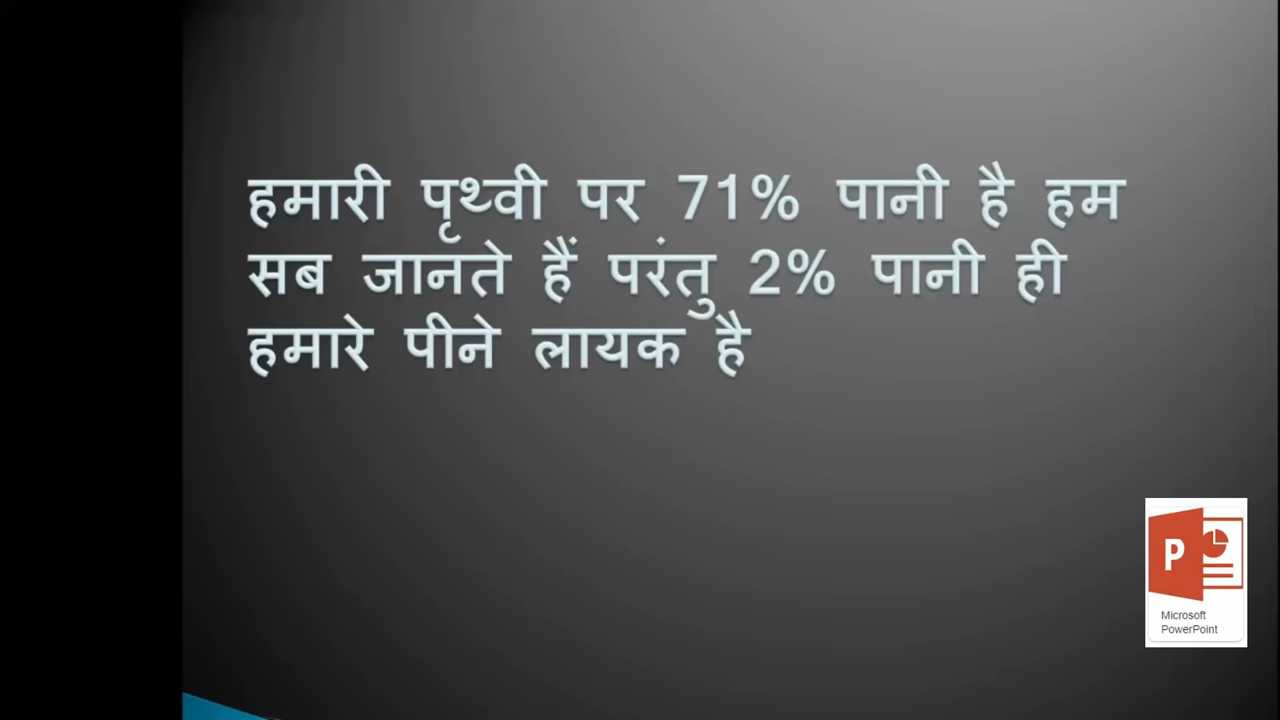 हमारी पृथ्वी पर 71% पानी है हम
सब जानते हैं परंतु 2% पानी ही
हमारे पीने लायक है
P
Microsoft
PowerPoint